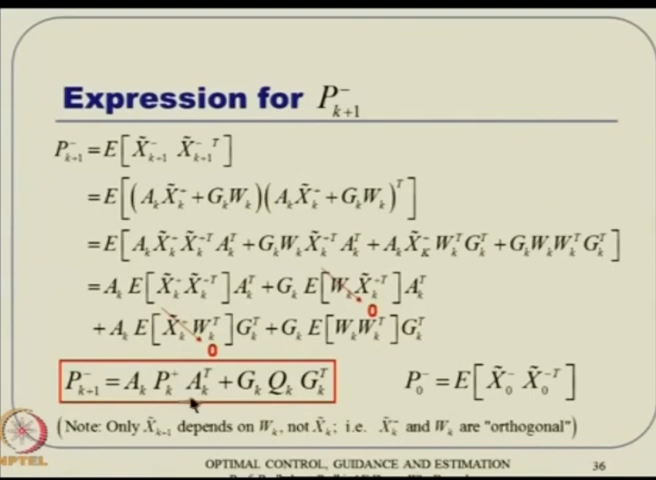 Expression for P⁻ₖ₊₁
P⁻ₖ₊₁ = E[X̃⁻ₖ₊₁ X̃⁻ₖ₊₁ᵀ]
= E[(AₖX̃⁻ₖ + GₖWₖ)(AₖX̃⁻ₖ + GₖWₖ)ᵀ]
= E[AₖX̃⁻ₖX̃⁻ₖᵀAₖᵀ + GₖWₖX̃⁻ₖᵀAₖᵀ + AₖX̃⁻_K WₖᵀGₖᵀ + GₖWₖWₖᵀGₖᵀ]
= Aₖ E[X̃⁻ₖX̃⁻ₖᵀ]Aₖᵀ + Gₖ E[WₖX̃⁻ₖᵀ]Aₖᵀ
0
+ Aₖ E[X̃⁻ₖWₖᵀ]Gₖᵀ + Gₖ E[WₖWₖᵀ]Gₖᵀ
0
P⁻ₖ₊₁ = Aₖ P⁺ₖ Aₖᵀ + Gₖ Qₖ Gₖᵀ P⁻₀ = E[X̃⁻₀ X̃⁻₀ᵀ]
(Note: Only X̃ₖ₊₁ depends on Wₖ, not X̃ₖ; i.e. X̃⁻ₖ and Wₖ are "orthogonal")
NPTEL
OPTIMAL CONTROL, GUIDANCE AND ESTIMATION 36